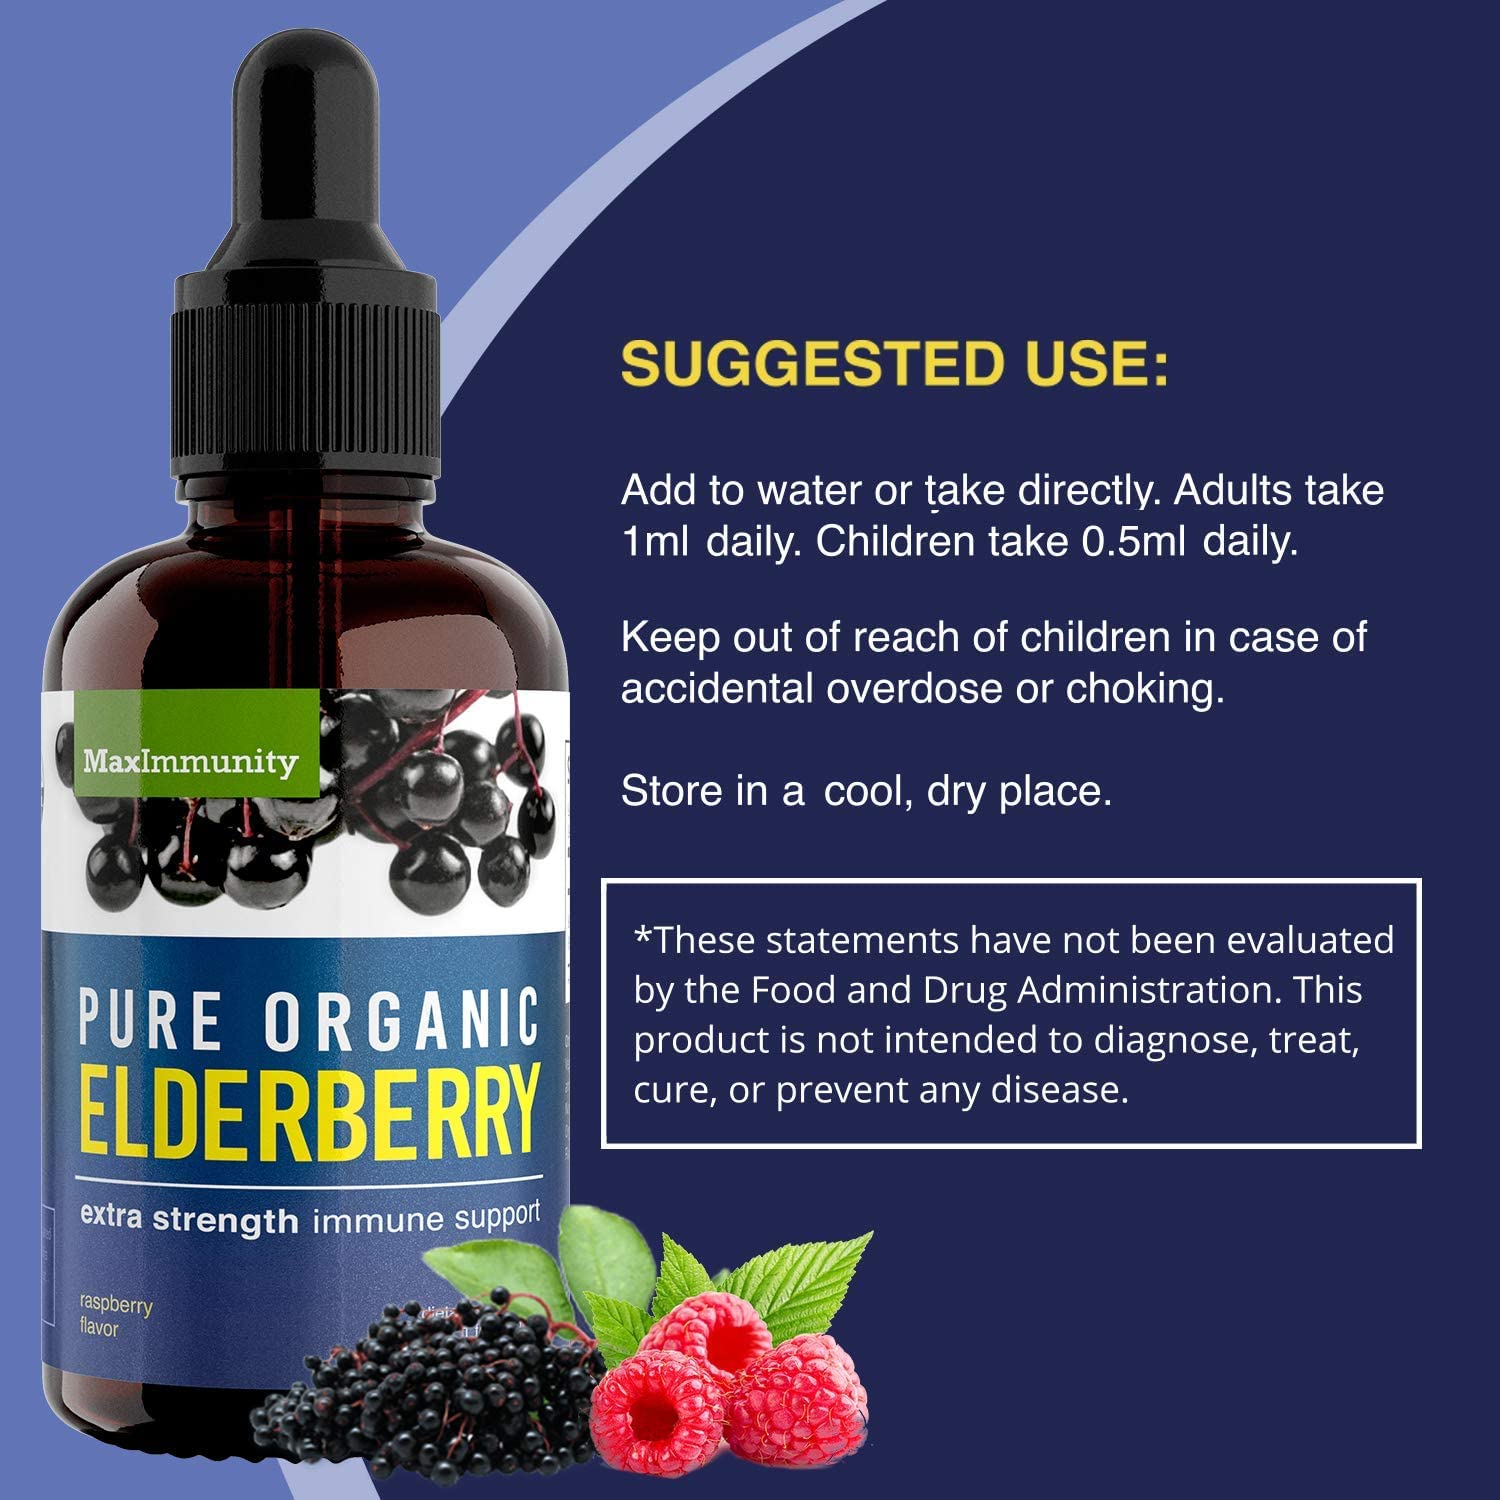 MaxImmunity
PURE ORGANIC
ELDERBERRY
extra strength immune support
raspberry
flavor
SUGGESTED USE:
Add to water or take directly. Adults take
1ml daily. Children take 0.5ml daily.
Keep out of reach of children in case of
accidental overdose or choking.
Store in a cool, dry place.
*These statements have not been evaluated
by the Food and Drug Administration. This
product is not intended to diagnose, treat,
cure, or prevent any disease.